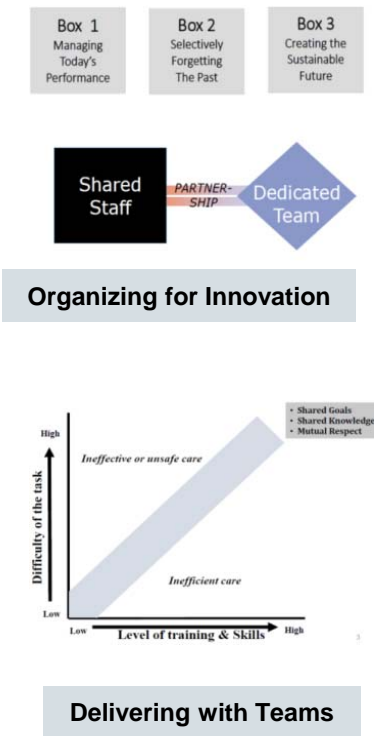 Box 1
Managing
Today's
Performance
Box 2
Selectively
Forgetting
The Past
Box 3
Creating the
Sustainable
Future
Shared
Staff
PARTNER-
SHIP
Dedicated
Team
Organizing for Innovation
• Shared Goals
• Shared Knowledge
• Mutual Respect
High
Ineffective or unsafe care
Difficulty of the task
Inefficient care
Low
Low
Level of training & Skills
High
3
Delivering with Teams